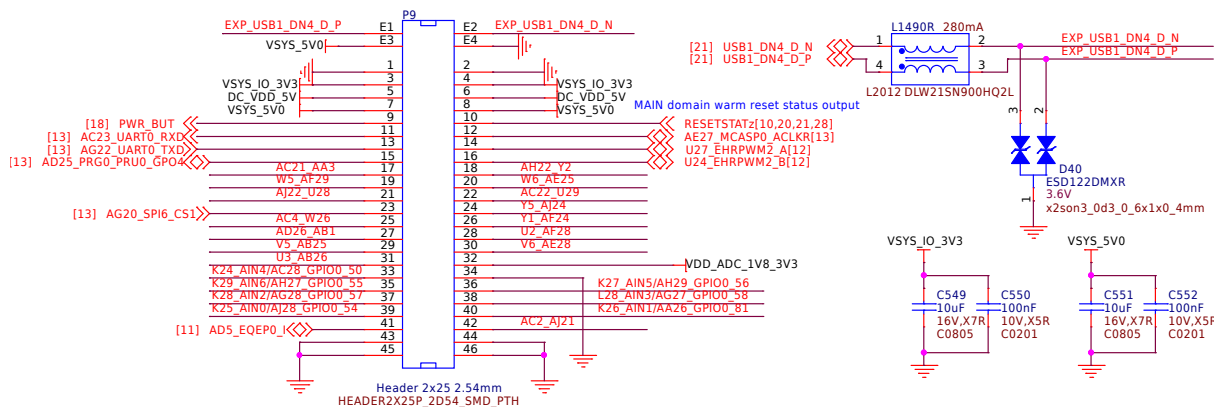 P9
EXP_USB1_DN4_D_P E1 E2 EXP_USB1_DN4_D_N
VSYS_5V0 E3 E4
1 2
VSYS_IO_3V3 3 4 VSYS_IO_3V3
DC_VDD_5V 5 6 DC_VDD_5V
VSYS_5V0 7 8 VSYS_5V0
MAIN domain warm reset status output
[18] PWR_BUT 9 10 RESETSTATz[10,20,21,28]
[13] AC23_UART0_RXD 11 12 AE27_MCASP0_ACLKR[13]
[13] AG22_UART0_TXD 13 14 U27_EHRPWM2_A[12]
[13] AD25_PRG0_PRU0_GPO4 15 16 U24_EHRPWM2_B[12]
AC21_AA3 17 18 AH22_Y2
W5_AF29 19 20 W6_AE25
AJ22_U28 21 22 AC22_U29
[13] AG20_SPI6_CS1 23 24 Y5_AJ24
AC4_W26 25 26 Y1_AF24
AD26_AB1 27 28 U2_AF28
V5_AB25 29 30 V6_AE28
U3_AB26 31 32 VDD_ADC_1V8_3V3
K24_AIN4/AC28_GPIO0_50 33 34
K29_AIN6/AH27_GPIO0_55 35 36 K27_AIN5/AH29_GPIO0_56
K28_AIN2/AG28_GPIO0_57 37 38 L28_AIN3/AG27_GPIO0_58
K25_AIN0/AJ28_GPIO0_54 39 40 K26_AIN1/AA26_GPIO0_81
[11] AD5_EQEP0_I 41 42 AC2_AJ21
43 44
45 46
Header 2x25 2.54mm
HEADER2X25P_2D54_SMD_PTH
L1490R 280mA
[21] USB1_DN4_D_N 1 2 EXP_USB1_DN4_D_N
[21] USB1_DN4_D_P 4 3 EXP_USB1_DN4_D_P
L2012 DLW21SN900HQ2L
3 2
D40
ESD122DMXR
3.6V
1 x2son3_0d3_0_6x1x0_4mm
VSYS_IO_3V3
C549 C550
10uF 100nF
16V,X7R 10V,X5R
C0805 C0201
VSYS_5V0
C551 C552
10uF 100nF
16V,X7R 10V,X5R
C0805 C0201